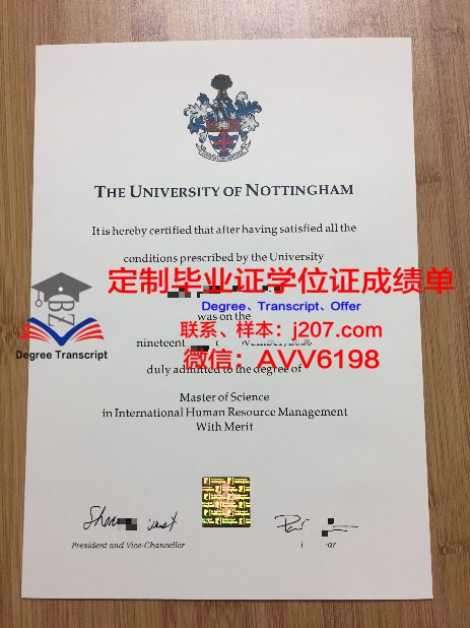 THE UNIVERSITY OF NOTTINGHAM
It is hereby certified that after having satisfied all the
conditions prescribed by the University
定制毕业证学位证成绩单
BZ
Degree、Transcript、Offer
was on the
联系、样本：j207.com
Degree Transcript
nineteent
微信：AVV6198
duly admitted to the degree of
Master of Science
in International Human Resource Management
With Merit
President and Vice-Chancellor